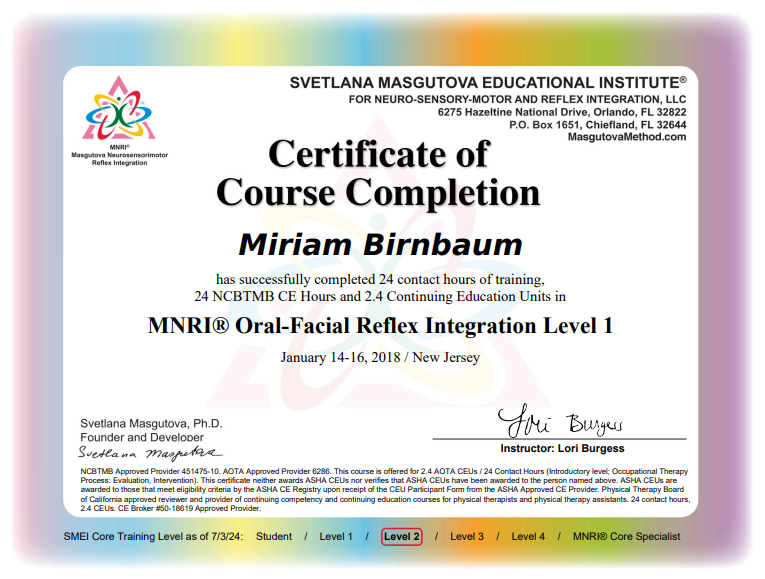 SVETLANA MASGUTOVA EDUCATIONAL INSTITUTE®
FOR NEURO-SENSORY-MOTOR AND REFLEX INTEGRATION, LLC
6275 Hazeltine National Drive, Orlando, FL 32822
P.O. Box 1651, Chiefland, FL 32644
MasgutovaMethod.com
MNRI®
Masgutova Neurosensorimotor
Reflex Integration
Certificate of
Course Completion
Miriam Birnbaum
has successfully completed 24 contact hours of training,
24 NCBTMB CE Hours and 2.4 Continuing Education Units in
MNRI® Oral-Facial Reflex Integration Level 1
January 14-16, 2018 / New Jersey
Svetlana Masgutova, Ph.D.
Founder and Developer
Svetlana Masgutova
Lori Burgess
Instructor: Lori Burgess
NCBTMB Approved Provider 451475-10. AOTA Approved Provider 6286. This course is offered for 2.4 AOTA CEUs / 24 Contact Hours (Introductory level; Occupational Therapy
Process: Evaluation, Intervention). This certificate neither awards ASHA CEUs nor verifies that ASHA CEUs have been awarded to the person named above. ASHA CEUs are
awarded to those that meet eligibility criteria by the ASHA CE Registry upon receipt of the CEU Participant Form from the ASHA Approved CE Provider. Physical Therapy Board
of California approved reviewer and provider of continuing competency and continuing education courses for physical therapists and physical therapy assistants. 24 contact hours,
2.4 CEUs. CE Broker #50-18619 Approved Provider.
SMEI Core Training Level as of 7/3/24: Student / Level 1 / Level 2 / Level 3 / Level 4 / MNRI® Core Specialist